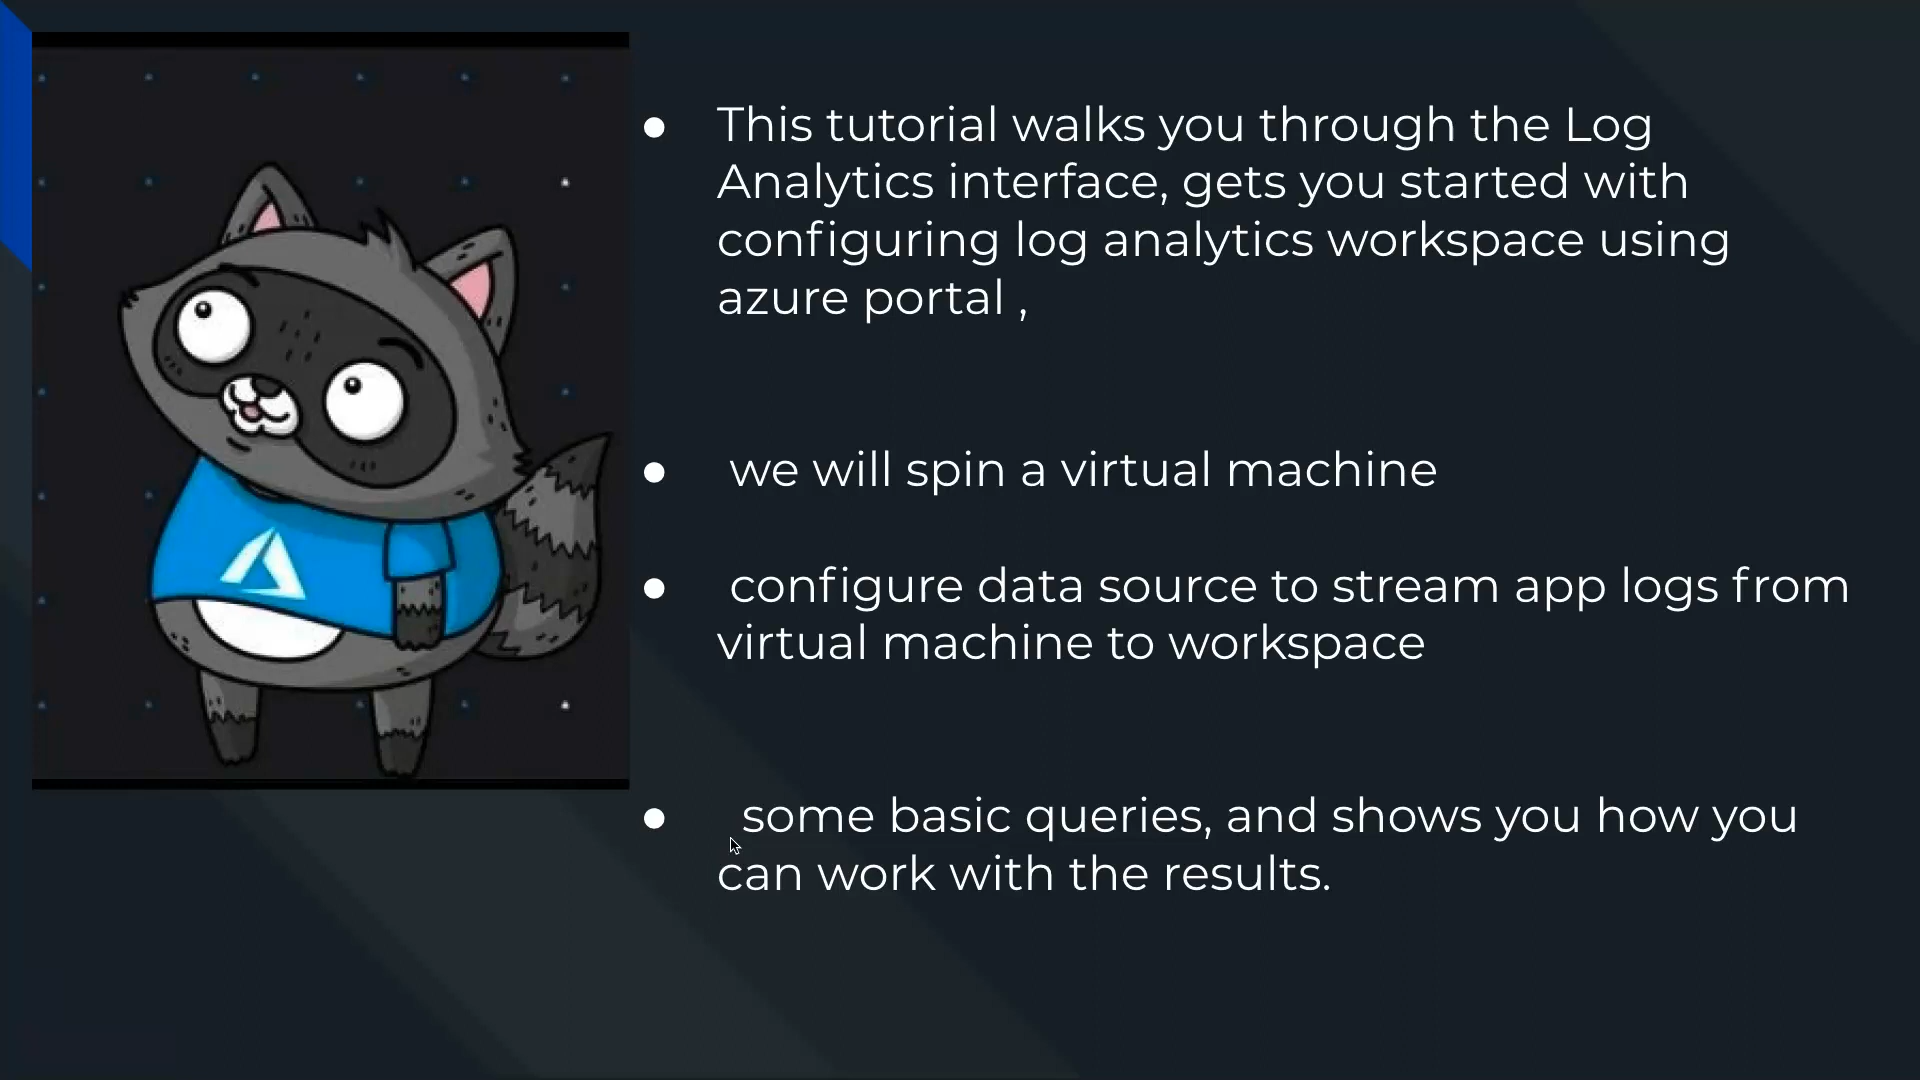 ● This tutorial walks you through the Log
Analytics interface, gets you started with
configuring log analytics workspace using
azure portal ,
● we will spin a virtual machine
● configure data source to stream app logs from
virtual machine to workspace
● some basic queries, and shows you how you
can work with the results.